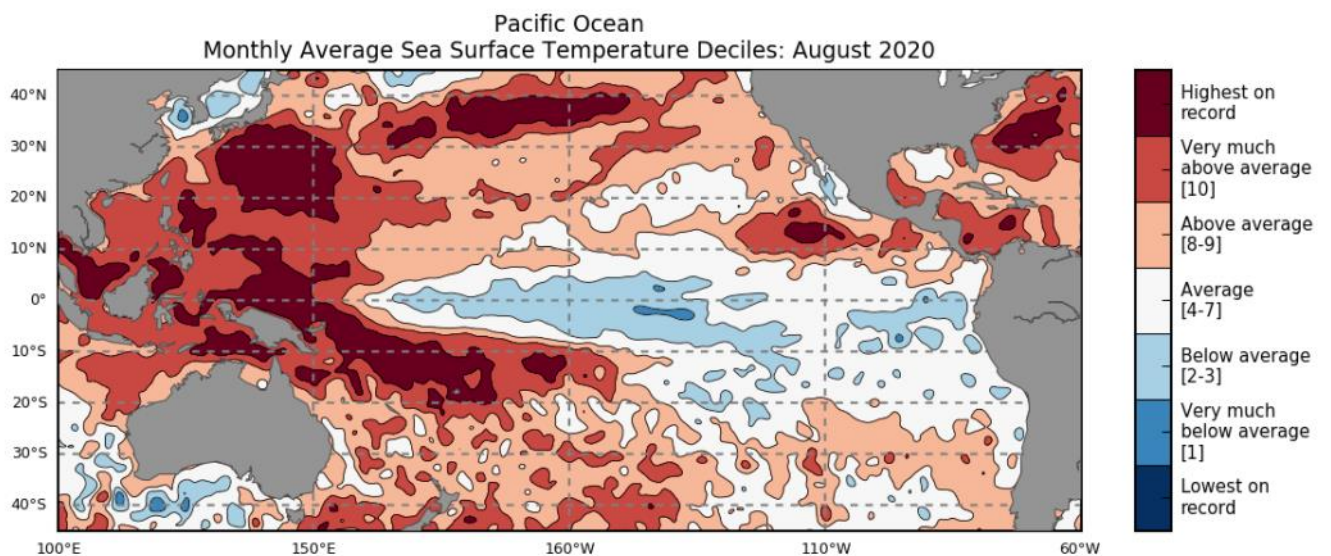 Pacific Ocean
Monthly Average Sea Surface Temperature Deciles: August 2020
40°N
30°N
20°N
10°N
0°
10°S
20°S
30°S
40°S
100°E
150°E
160°W
110°W
60°W
Highest on
record
Very much
above average
[10]
Above average
[8-9]
Average
[4-7]
Below average
[2-3]
Very much
below average
[1]
Lowest on
record